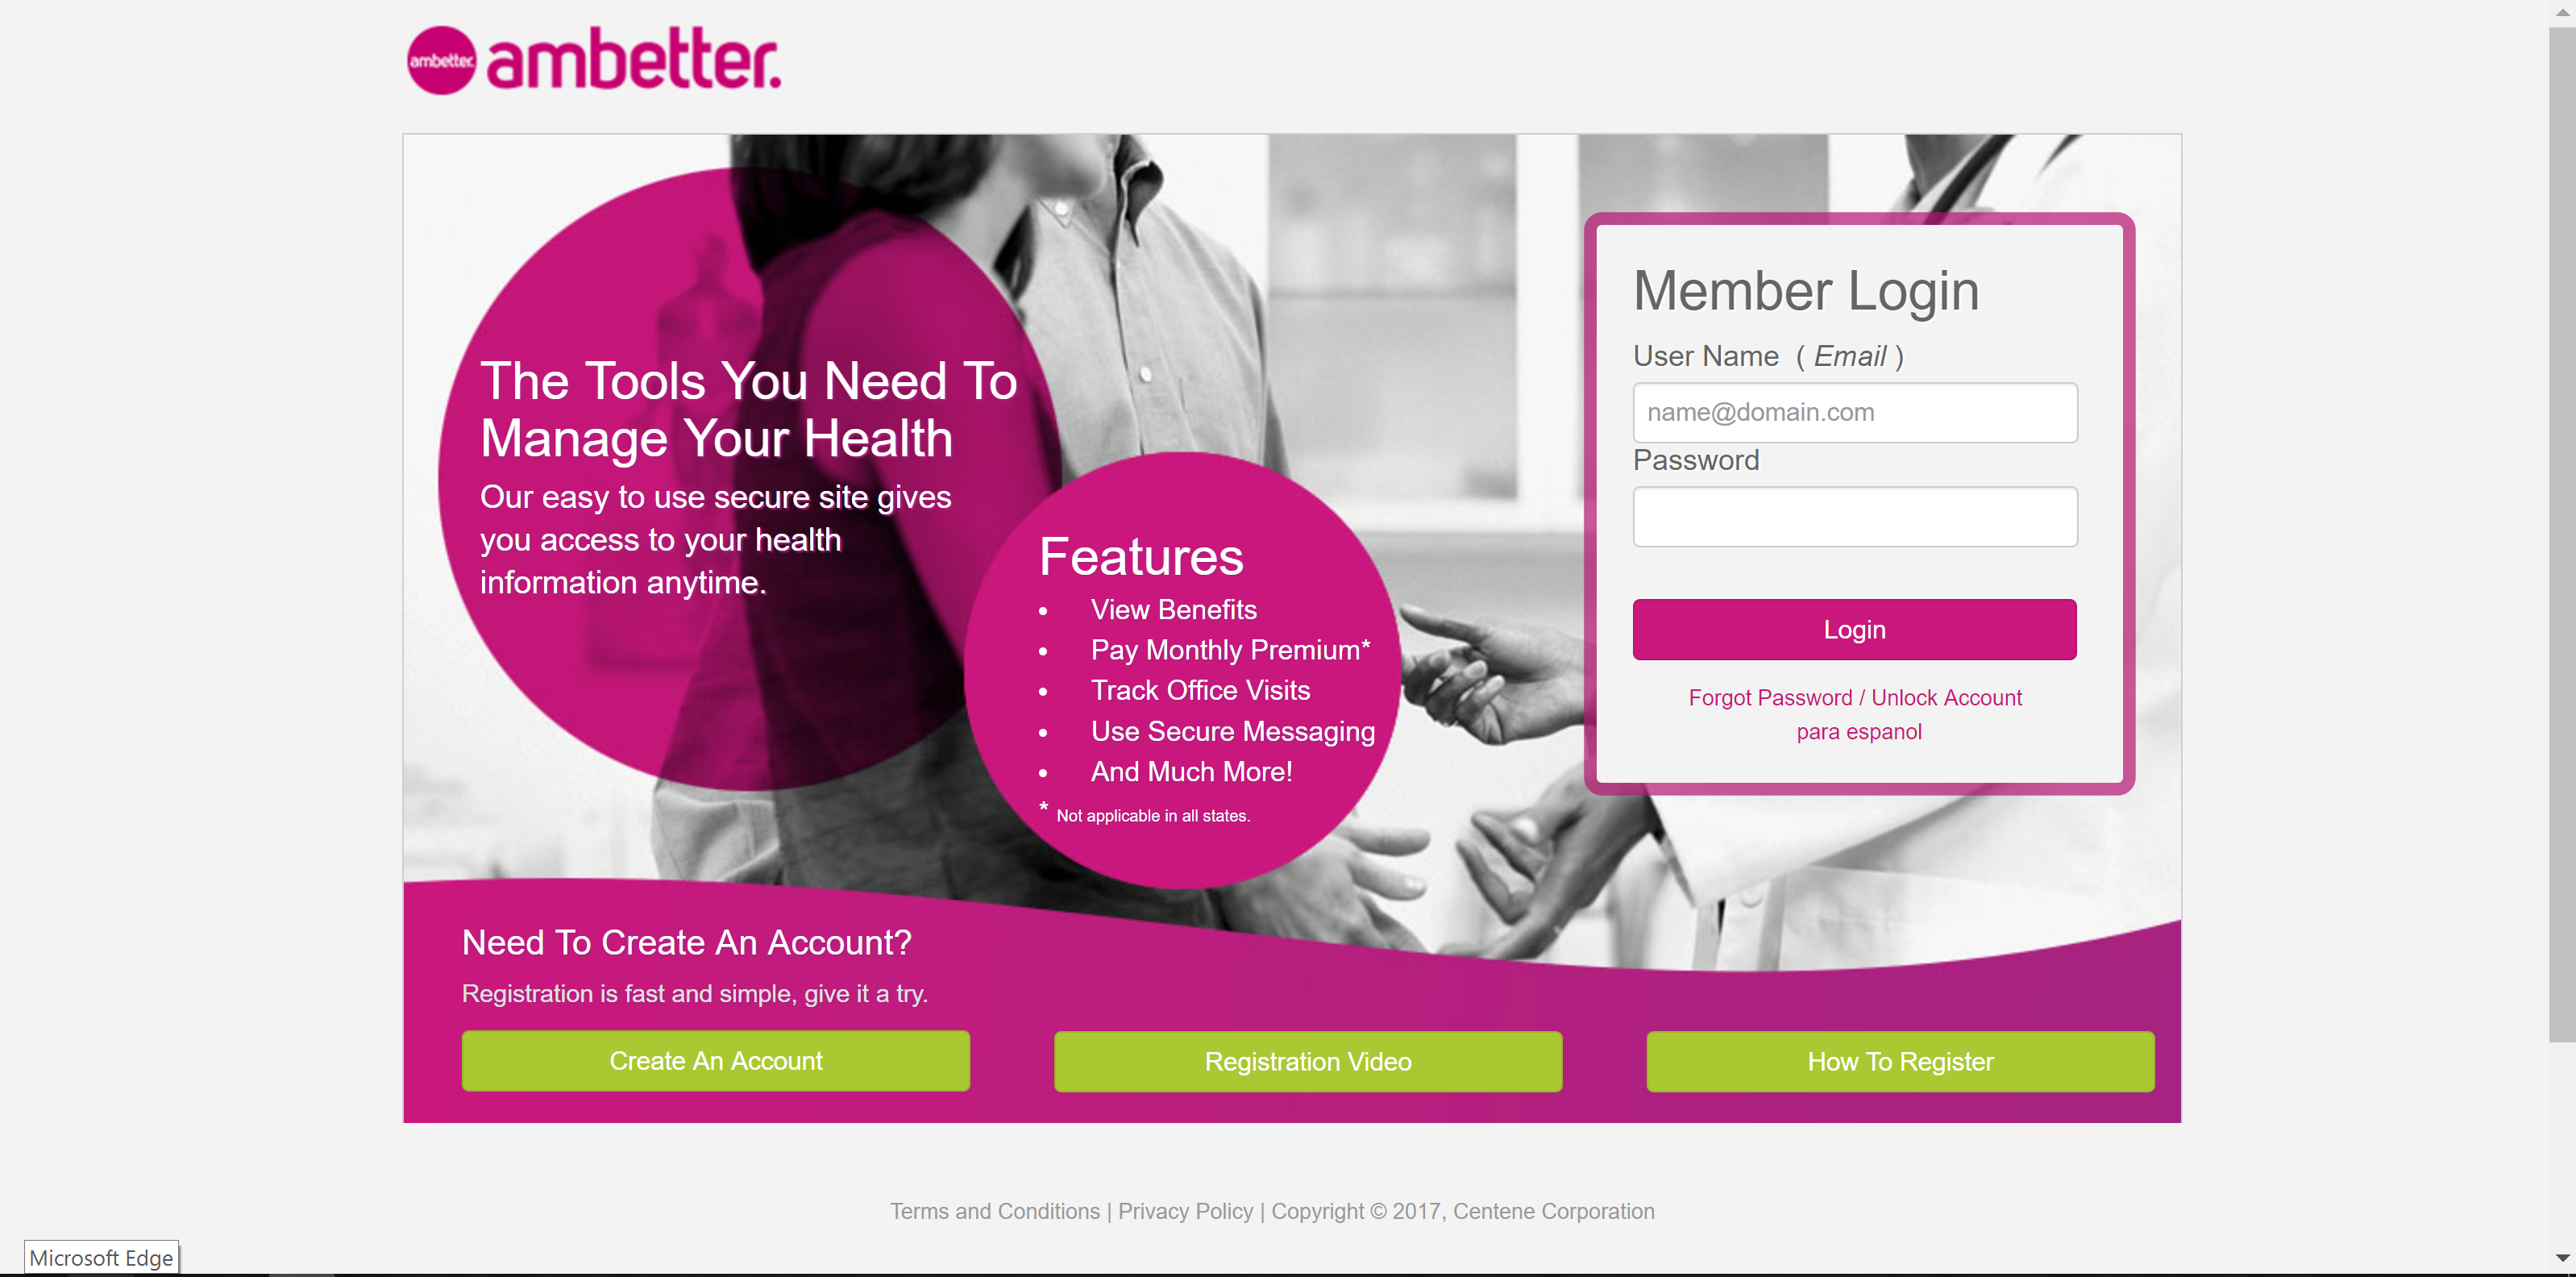 ambetter.
ambetter.
The Tools You Need To
Manage Your Health
Our easy to use secure site gives
you access to your health
information anytime.
Features
• View Benefits
• Pay Monthly Premium*
• Track Office Visits
• Use Secure Messaging
• And Much More!
* Not applicable in all states.
Member Login
User Name ( Email )
name@domain.com
Password
Login
Forgot Password / Unlock Account
para espanol
Need To Create An Account?
Registration is fast and simple, give it a try.
Create An Account
Registration Video
How To Register
Terms and Conditions | Privacy Policy | Copyright © 2017, Centene Corporation
Microsoft Edge